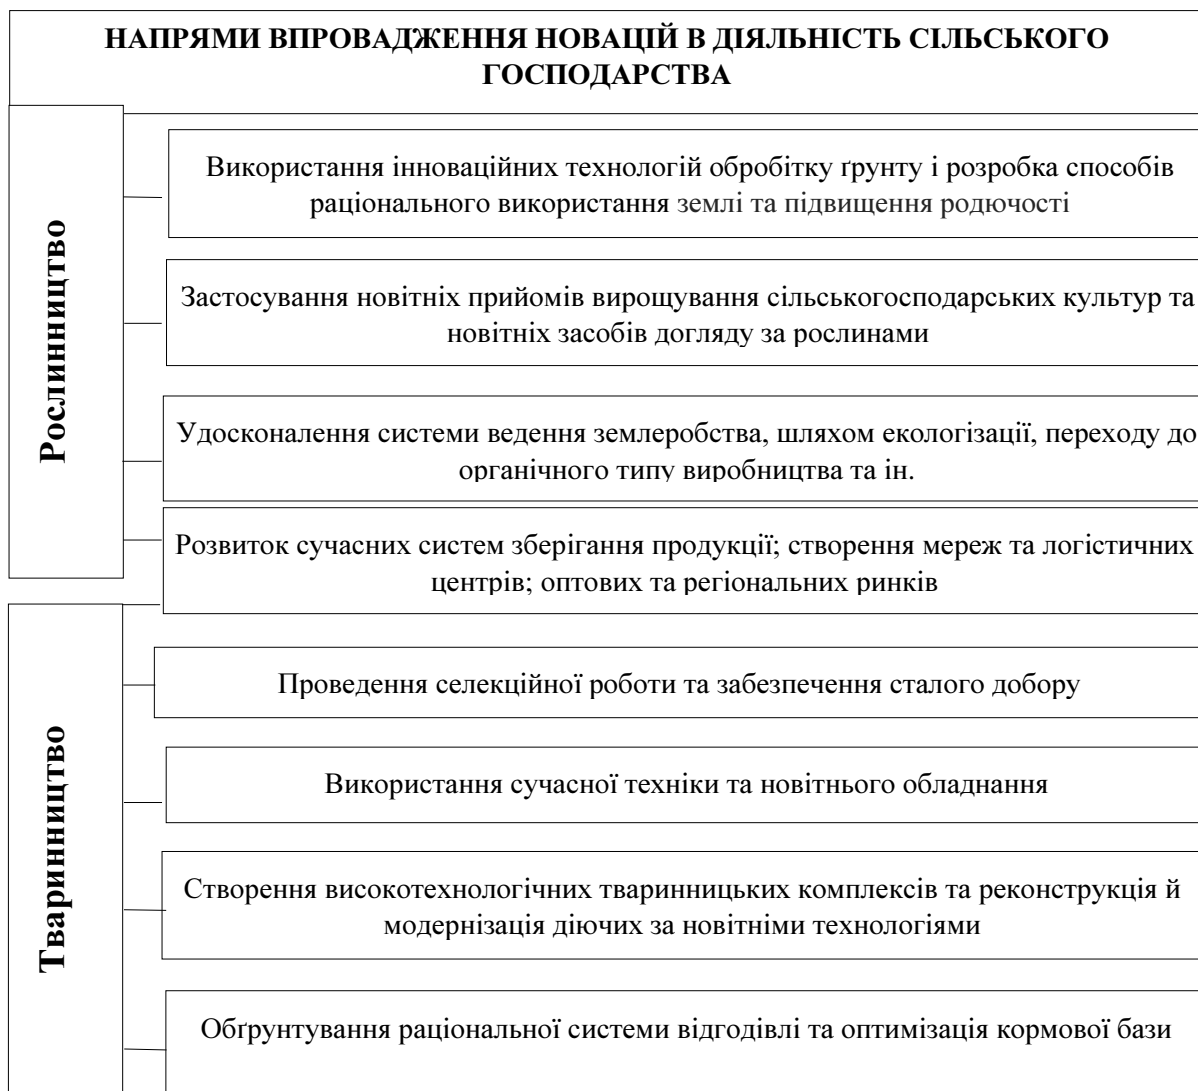 НАПРЯМИ ВПРОВАДЖЕННЯ НОВАЦІЙ В ДІЯЛЬНІСТЬ СІЛЬСЬКОГО
ГОСПОДАРСТВА
Рослинництво
Використання інноваційних технологій обробітку ґрунту і розробка способів
раціонального використання землі та підвищення родючості
Застосування новітніх прийомів вирощування сільськогосподарських культур та
новітніх засобів догляду за рослинами
Удосконалення системи ведення землеробства, шляхом екологізації, переходу до
органічного типу виробництва та ін.
Розвиток сучасних систем зберігання продукції; створення мереж та логістичних
центрів; оптових та регіональних ринків
Тваринництво
Проведення селекційної роботи та забезпечення сталого добору
Використання сучасної техніки та новітнього обладнання
Створення високотехнологічних тваринницьких комплексів та реконструкція й
модернізація діючих за новітніми технологіями
Обґрунтування раціональної системи відгодівлі та оптимізація кормової бази